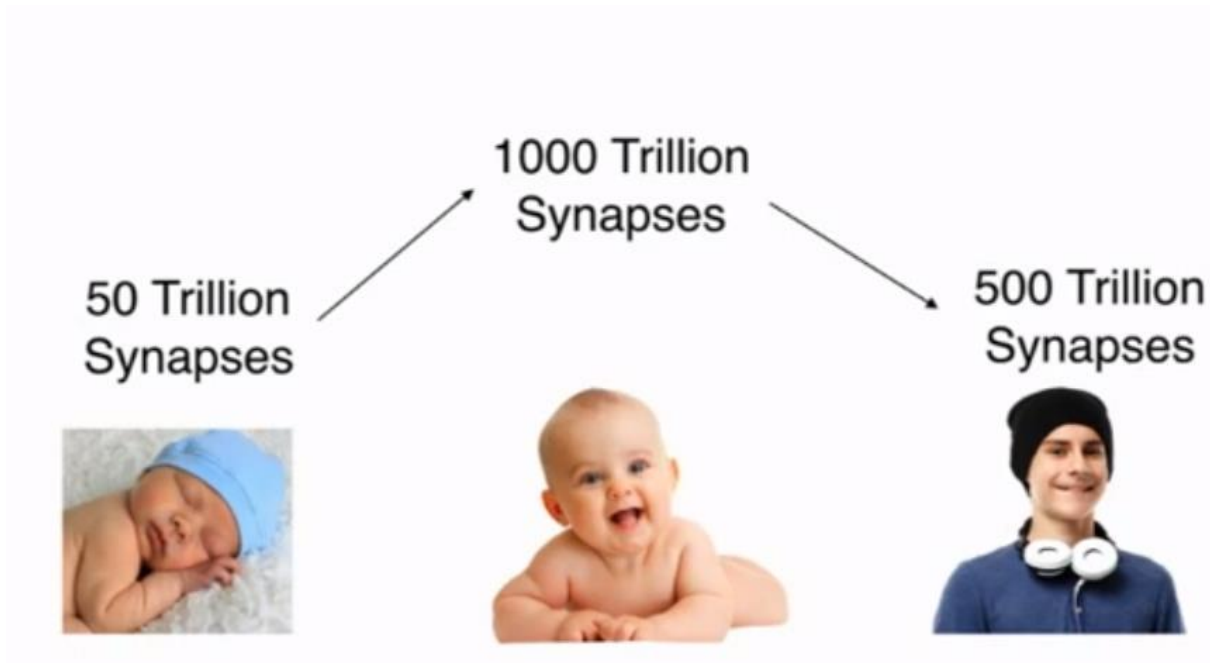 50 Trillion
Synapses
1000 Trillion
Synapses
500 Trillion
Synapses